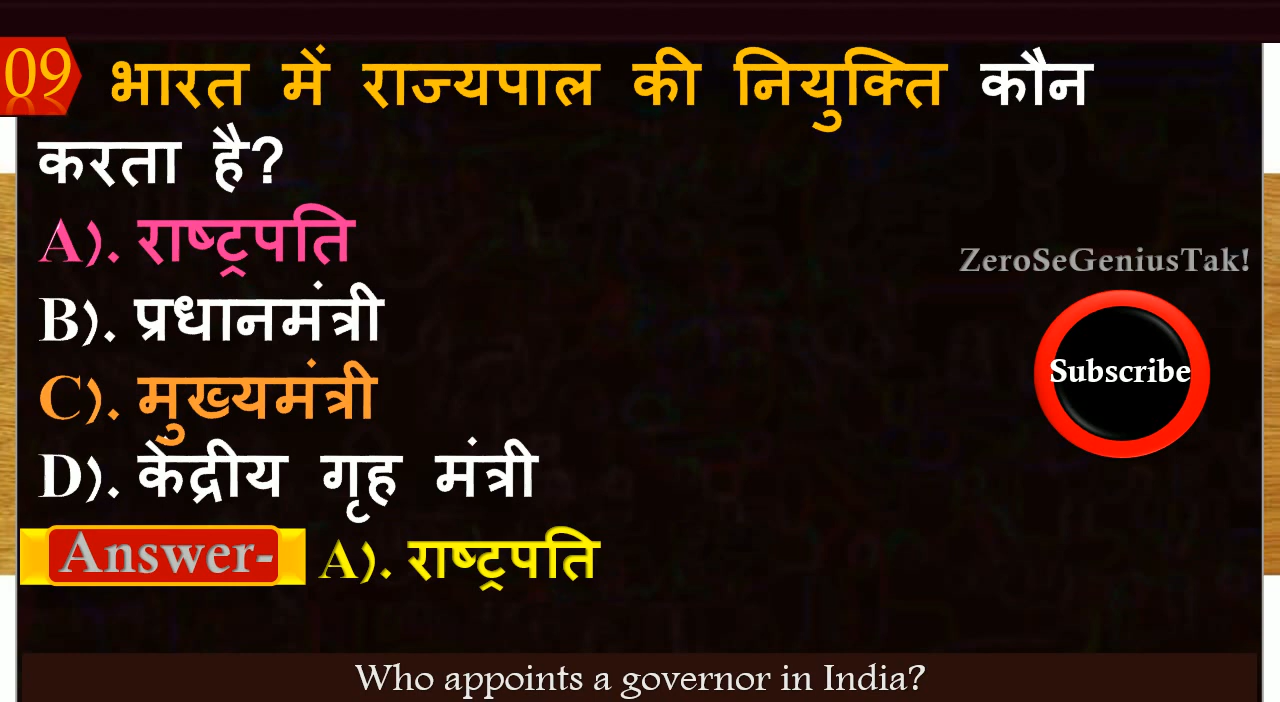 09 भारत में राज्यपाल की नियुक्ति कौन
करता है?
A). राष्ट्रपति
B). प्रधानमंत्री
C). मुख्यमंत्री
D). केंद्रीय गृह मंत्री
ZeroSeGeniusTak!
Subscribe
Answer- A). राष्ट्रपति
Who appoints a governor in India?